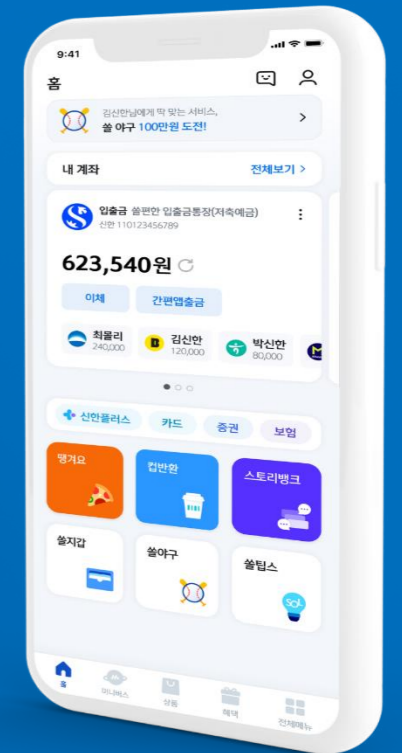 9:41
홈
김신한님에게 딱 맞는 서비스,
쏠 야구 100만원 도전!
내 계좌
전체보기
입출금 쏠편한 입출금통장(저축예금)
신한 110123456789
623,540원
이체
간편앱출금
최몰리
240,000
김신한
120,000
박신한
80,000
신한플러스
카드
증권
보험
땡겨요
컵반환
스토리뱅크
쏠지갑
쏠야구
쏠팁스
SOL
홈
머니버스
상품
혜택
전체메뉴